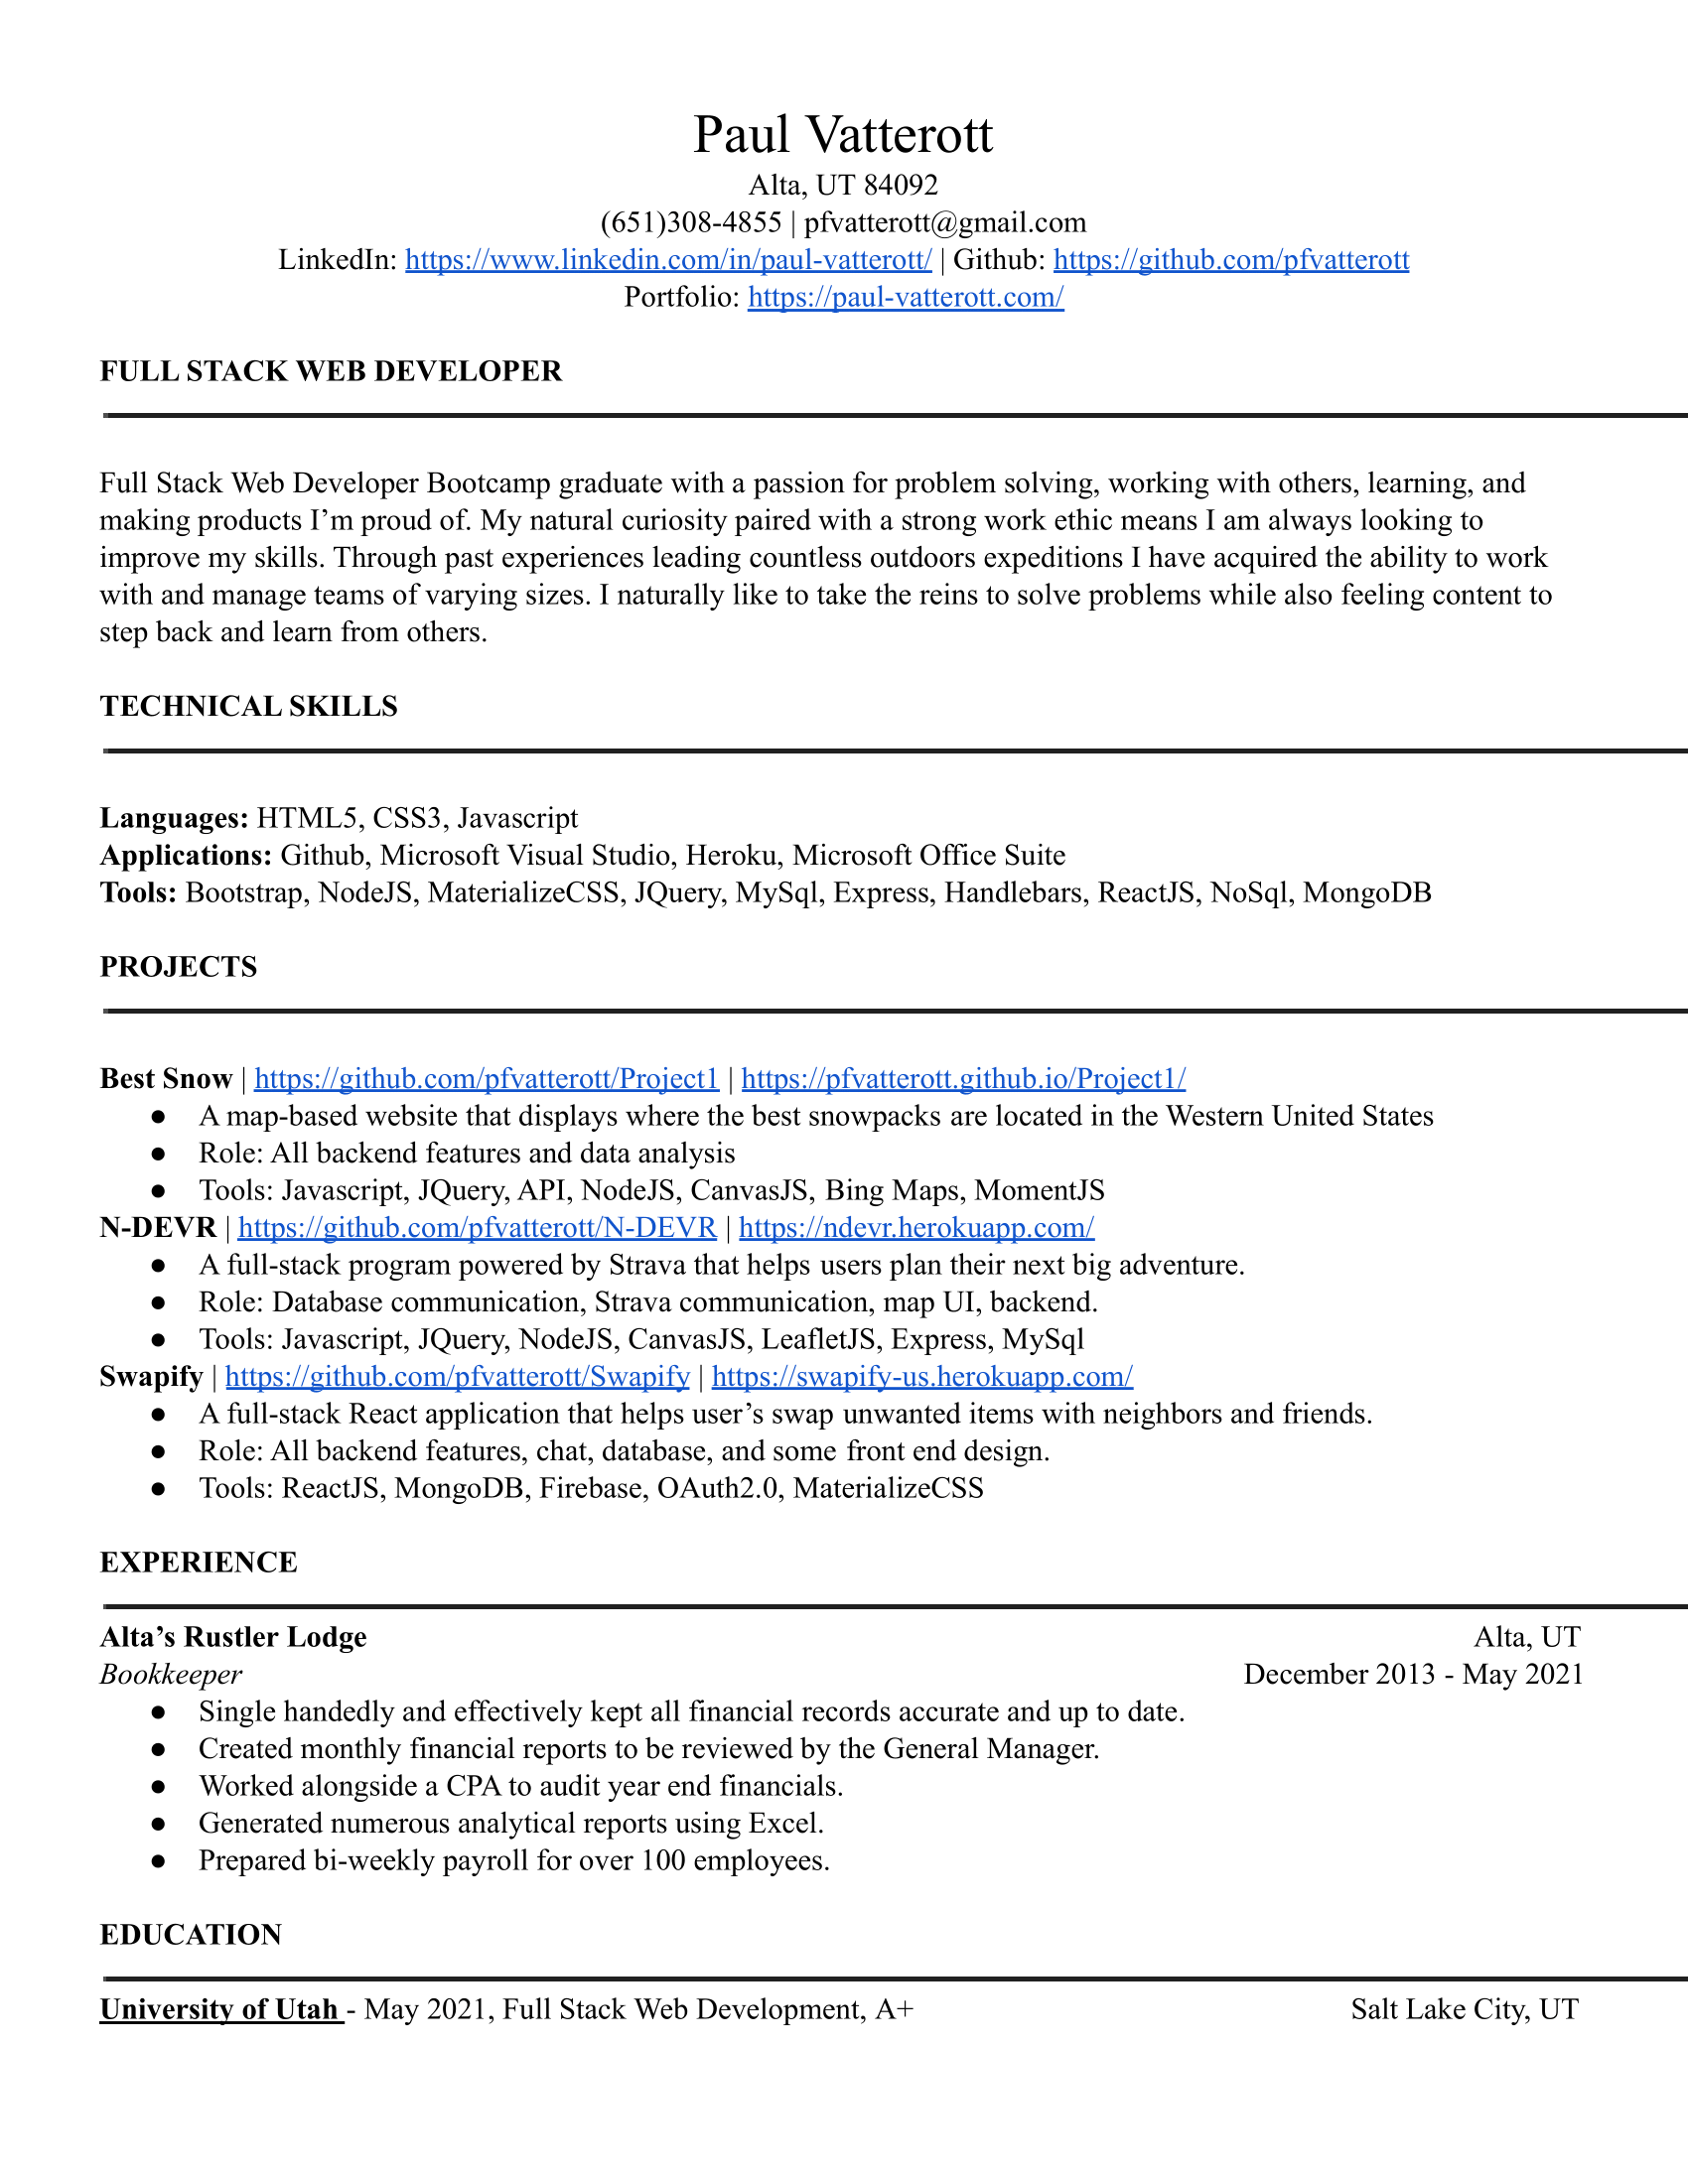 Paul Vatterott
Alta, UT 84092
(651)308-4855 | pfvatterott@gmail.com
LinkedIn: https://www.linkedin.com/in/paul-vatterott/ | Github: https://github.com/pfvatterott
Portfolio: https://paul-vatterott.com/
FULL STACK WEB DEVELOPER
Full Stack Web Developer Bootcamp graduate with a passion for problem solving, working with others, learning, and
making products I’m proud of. My natural curiosity paired with a strong work ethic means I am always looking to
improve my skills. Through past experiences leading countless outdoors expeditions I have acquired the ability to work
with and manage teams of varying sizes. I naturally like to take the reins to solve problems while also feeling content to
step back and learn from others.
TECHNICAL SKILLS
Languages: HTML5, CSS3, Javascript
Applications: Github, Microsoft Visual Studio, Heroku, Microsoft Office Suite
Tools: Bootstrap, NodeJS, MaterializeCSS, JQuery, MySql, Express, Handlebars, ReactJS, NoSql, MongoDB
PROJECTS
Best Snow | https://github.com/pfvatterott/Project1 | https://pfvatterott.github.io/Project1/
● A map-based website that displays where the best snowpacks are located in the Western United States
● Role: All backend features and data analysis
● Tools: Javascript, JQuery, API, NodeJS, CanvasJS, Bing Maps, MomentJS
N-DEVR | https://github.com/pfvatterott/N-DEVR | https://ndevr.herokuapp.com/
● A full-stack program powered by Strava that helps users plan their next big adventure.
● Role: Database communication, Strava communication, map UI, backend.
● Tools: Javascript, JQuery, NodeJS, CanvasJS, LeafletJS, Express, MySql
Swapify | https://github.com/pfvatterott/Swapify | https://swapify-us.herokuapp.com/
● A full-stack React application that helps user’s swap unwanted items with neighbors and friends.
● Role: All backend features, chat, database, and some front end design.
● Tools: ReactJS, MongoDB, Firebase, OAuth2.0, MaterializeCSS
EXPERIENCE
Alta’s Rustler Lodge Alta, UT
Bookkeeper December 2013 - May 2021
● Single handedly and effectively kept all financial records accurate and up to date.
● Created monthly financial reports to be reviewed by the General Manager.
● Worked alongside a CPA to audit year end financials.
● Generated numerous analytical reports using Excel.
● Prepared bi-weekly payroll for over 100 employees.
EDUCATION
University of Utah - May 2021, Full Stack Web Development, A+ Salt Lake City, UT